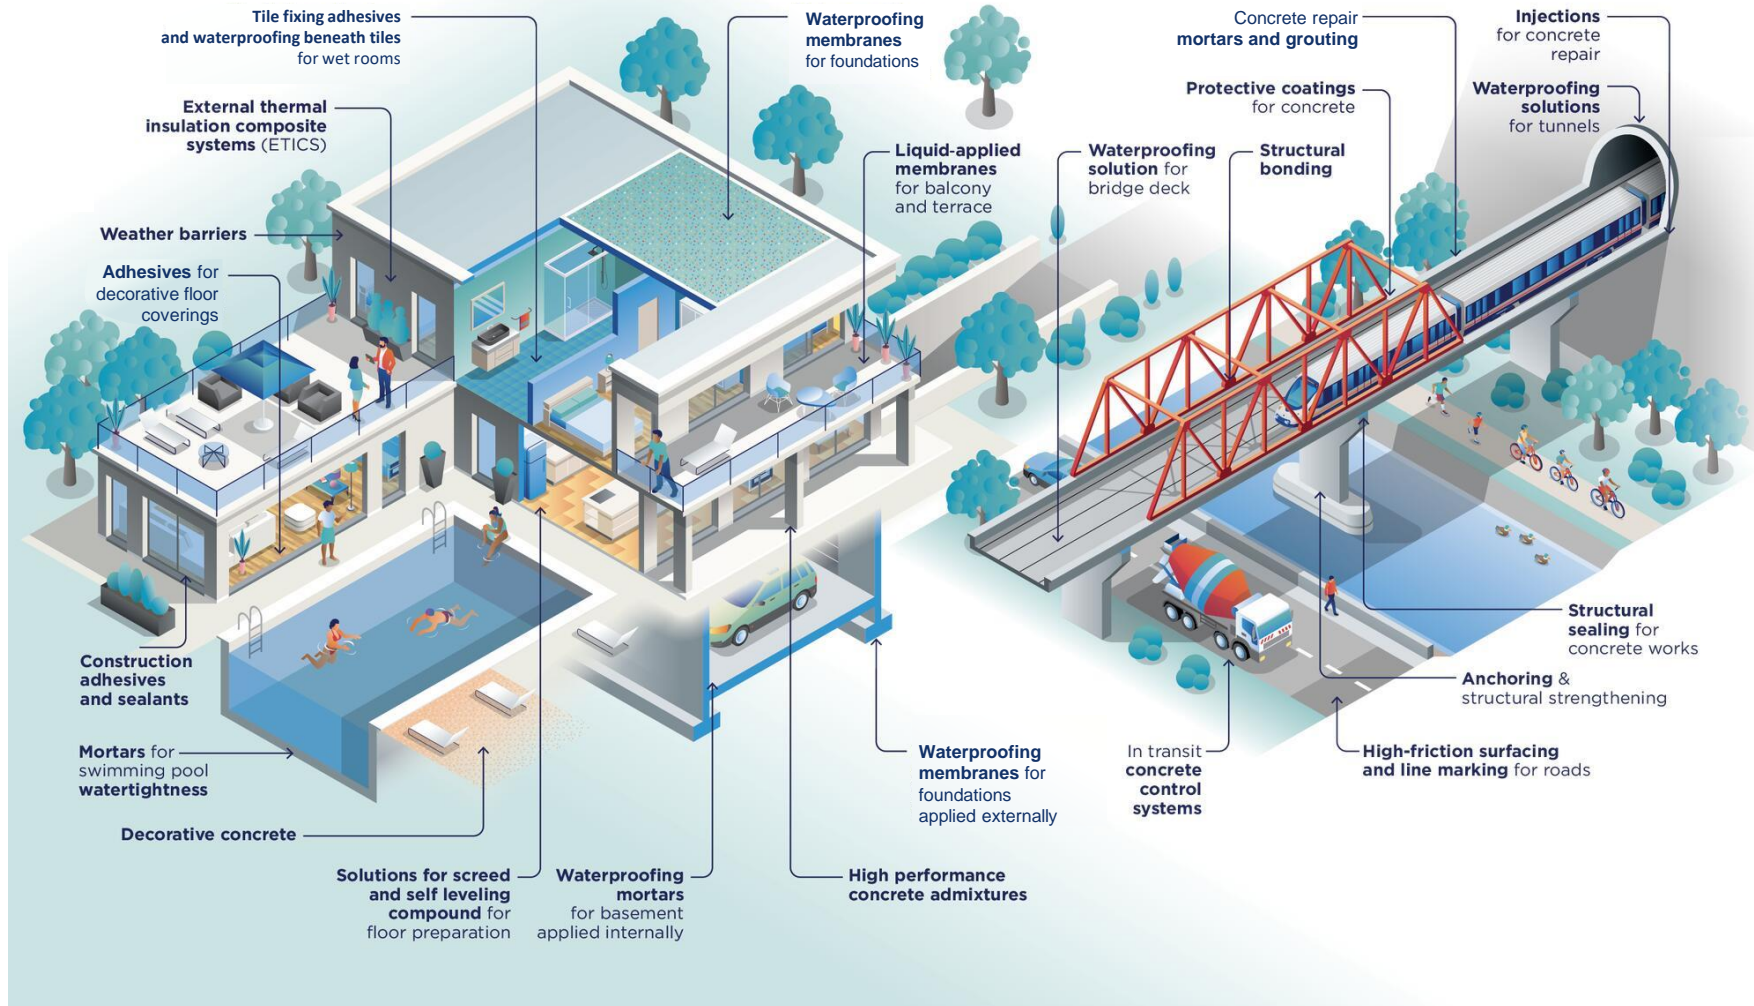 Tile fixing adhesives
and waterproofing beneath tiles
for wet rooms
Waterproofing
membranes
for foundations
Concrete repair
mortars and grouting
Injections
for concrete
repair
External thermal
insulation composite
systems (ETICS)
Protective coatings
for concrete
Waterproofing
solutions
for tunnels
Liquid-applied
membranes
for balcony
and terrace
Waterproofing
solution for
bridge deck
Structural
bonding
Weather barriers
Adhesives for
decorative floor
coverings
Construction
adhesives
and sealants
Structural
sealing for
concrete works
Anchoring &
structural strengthening
Mortars for
swimming pool
watertightness
Waterproofing
membranes for
foundations
applied externally
In transit
concrete
control
systems
High-friction surfacing
and line marking for roads
Decorative concrete
Solutions for screed
and self leveling
compound for
floor preparation
Waterproofing
mortars
for basement
applied internally
High performance
concrete admixtures